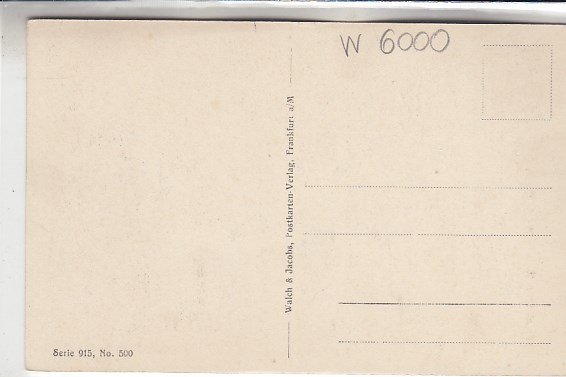 W 6000
Walch & Jacobs, Postkarten-Verlag, Frankfurt a/M
Serie 915, No. 500